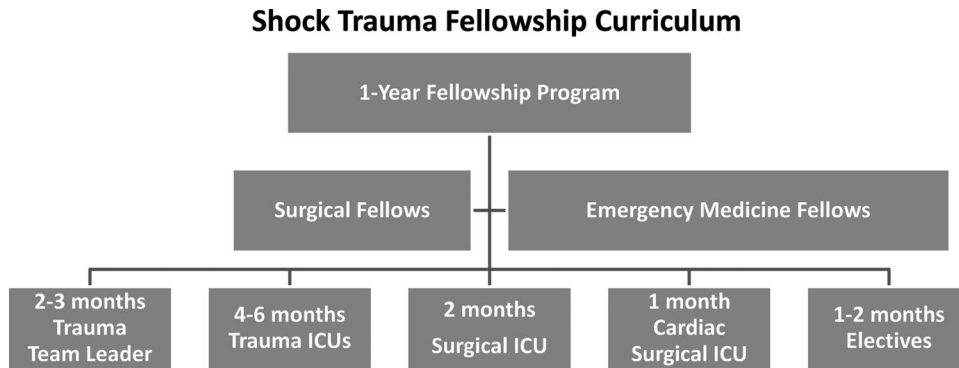 Shock Trauma Fellowship Curriculum
1-Year Fellowship Program
Surgical Fellows
Emergency Medicine Fellows
2-3 months
Trauma
Team Leader
4-6 months
Trauma ICUs
2 months
Surgical ICU
1 month
Cardiac
Surgical ICU
1-2 months
Electives